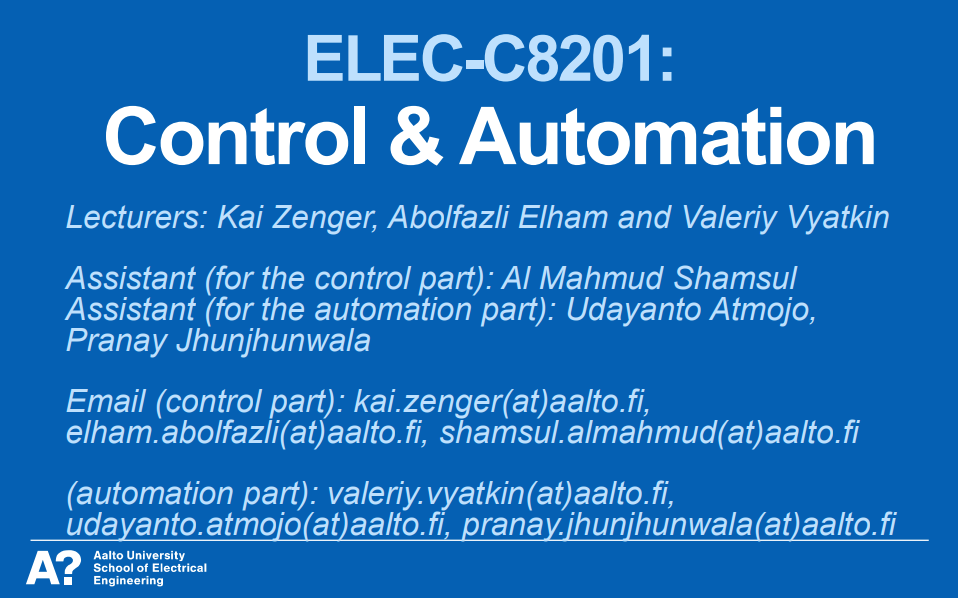 ELEC-C8201:
Control & Automation
Lecturers: Kai Zenger, Abolfazli Elham and Valeriy Vyatkin
Assistant (for the control part): Al Mahmud Shamsul
Assistant (for the automation part): Udayanto Atmojo,
Pranay Jhunjhunwala
Email (control part): kai.zenger(at)aalto.fi,
elham.abolfazli(at)aalto.fi, shamsul.almahmud(at)aalto.fi
(automation part): valeriy.vyatkin(at)aalto.fi,
udayanto.atmojo(at)aalto.fi, pranay.jhunjhunwala(at)aalto.fi
A?
Aalto University
School of Electrical
Engineering